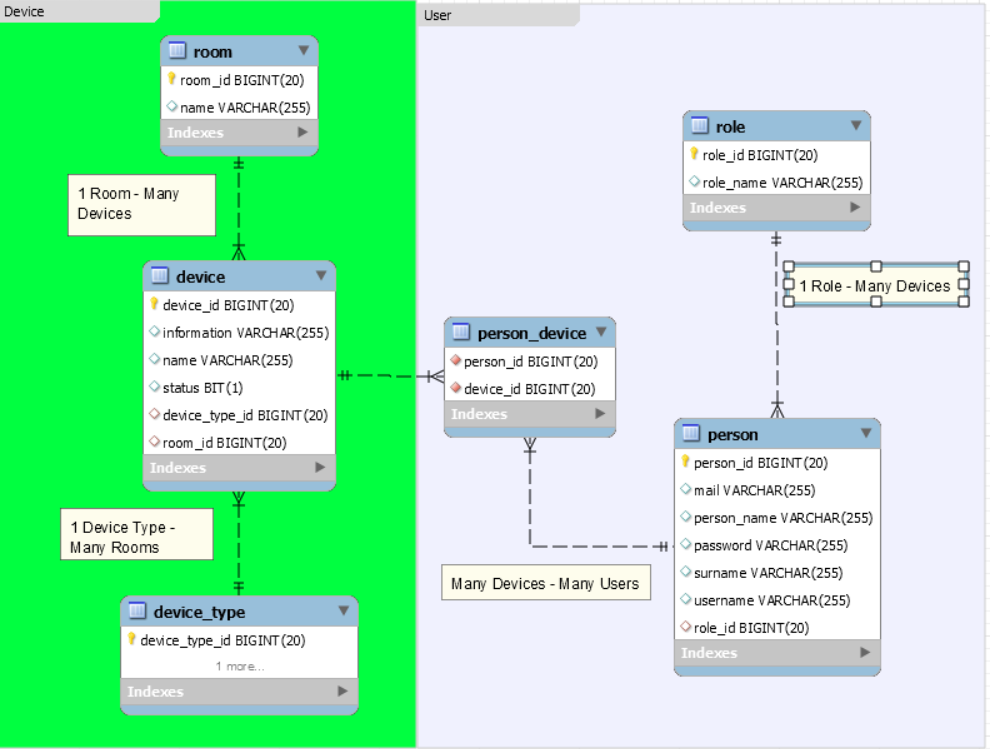 Device
User
room
room_id BIGINT(20)
name VARCHAR(255)
Indexes
1 Room - Many
Devices
device
device_id BIGINT(20)
information VARCHAR(255)
name VARCHAR(255)
status BIT(1)
device_type_id BIGINT(20)
room_id BIGINT(20)
Indexes
1 Device Type -
Many Rooms
device_type
device_type_id BIGINT(20)
1 more...
Indexes
person_device
person_id BIGINT(20)
device_id BIGINT(20)
Indexes
Many Devices - Many Users
role
role_id BIGINT(20)
role_name VARCHAR(255)
Indexes
1 Role - Many Devices
person
person_id BIGINT(20)
mail VARCHAR(255)
person_name VARCHAR(255)
password VARCHAR(255)
surname VARCHAR(255)
username VARCHAR(255)
role_id BIGINT(20)
Indexes